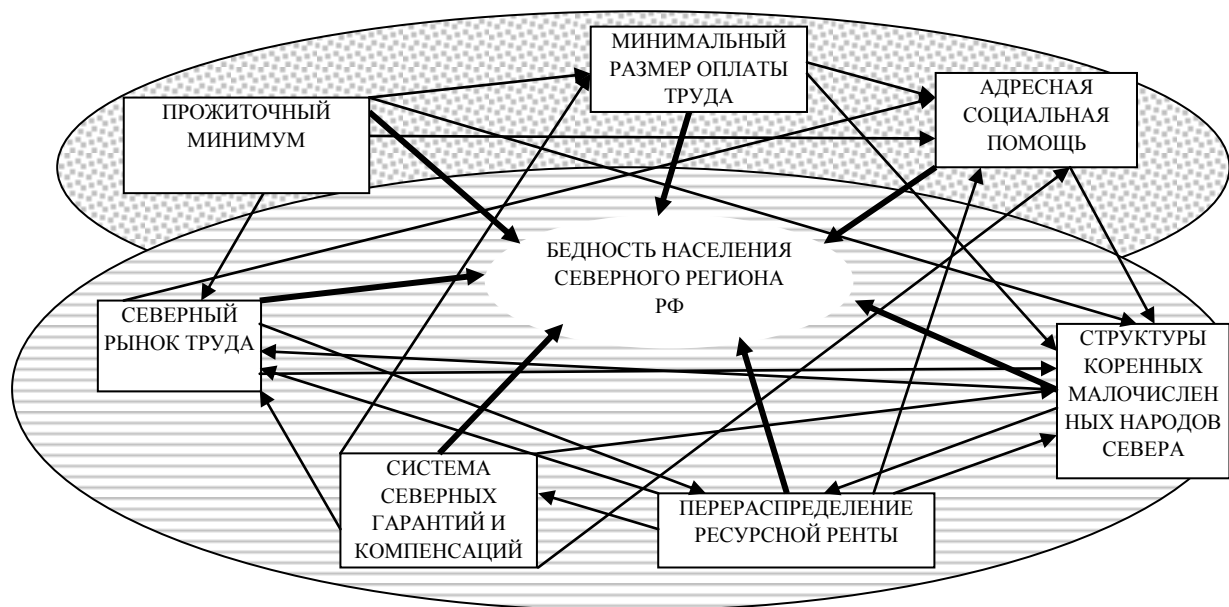 МИНИМАЛЬНЫЙ
РАЗМЕР ОПЛАТЫ
ТРУДА
АДРЕСНАЯ
СОЦИАЛЬНАЯ
ПОМОЩЬ
ПРОЖИТОЧНЫЙ
МИНИМУМ
БЕДНОСТЬ НАСЕЛЕНИЯ
СЕВЕРНОГО РЕГИОНА
РФ
СЕВЕРНЫЙ
РЫНОК ТРУДА
СТРУКТУРЫ
КОРЕННЫХ
МАЛОЧИСЛЕН
НЫХ НАРОДОВ
СЕВЕРА
СИСТЕМА
СЕВЕРНЫХ
ГАРАНТИЙ И
КОМПЕНСАЦИЙ
ПЕРЕРАСПРЕДЕЛЕНИЕ
РЕСУРСНОЙ РЕНТЫ